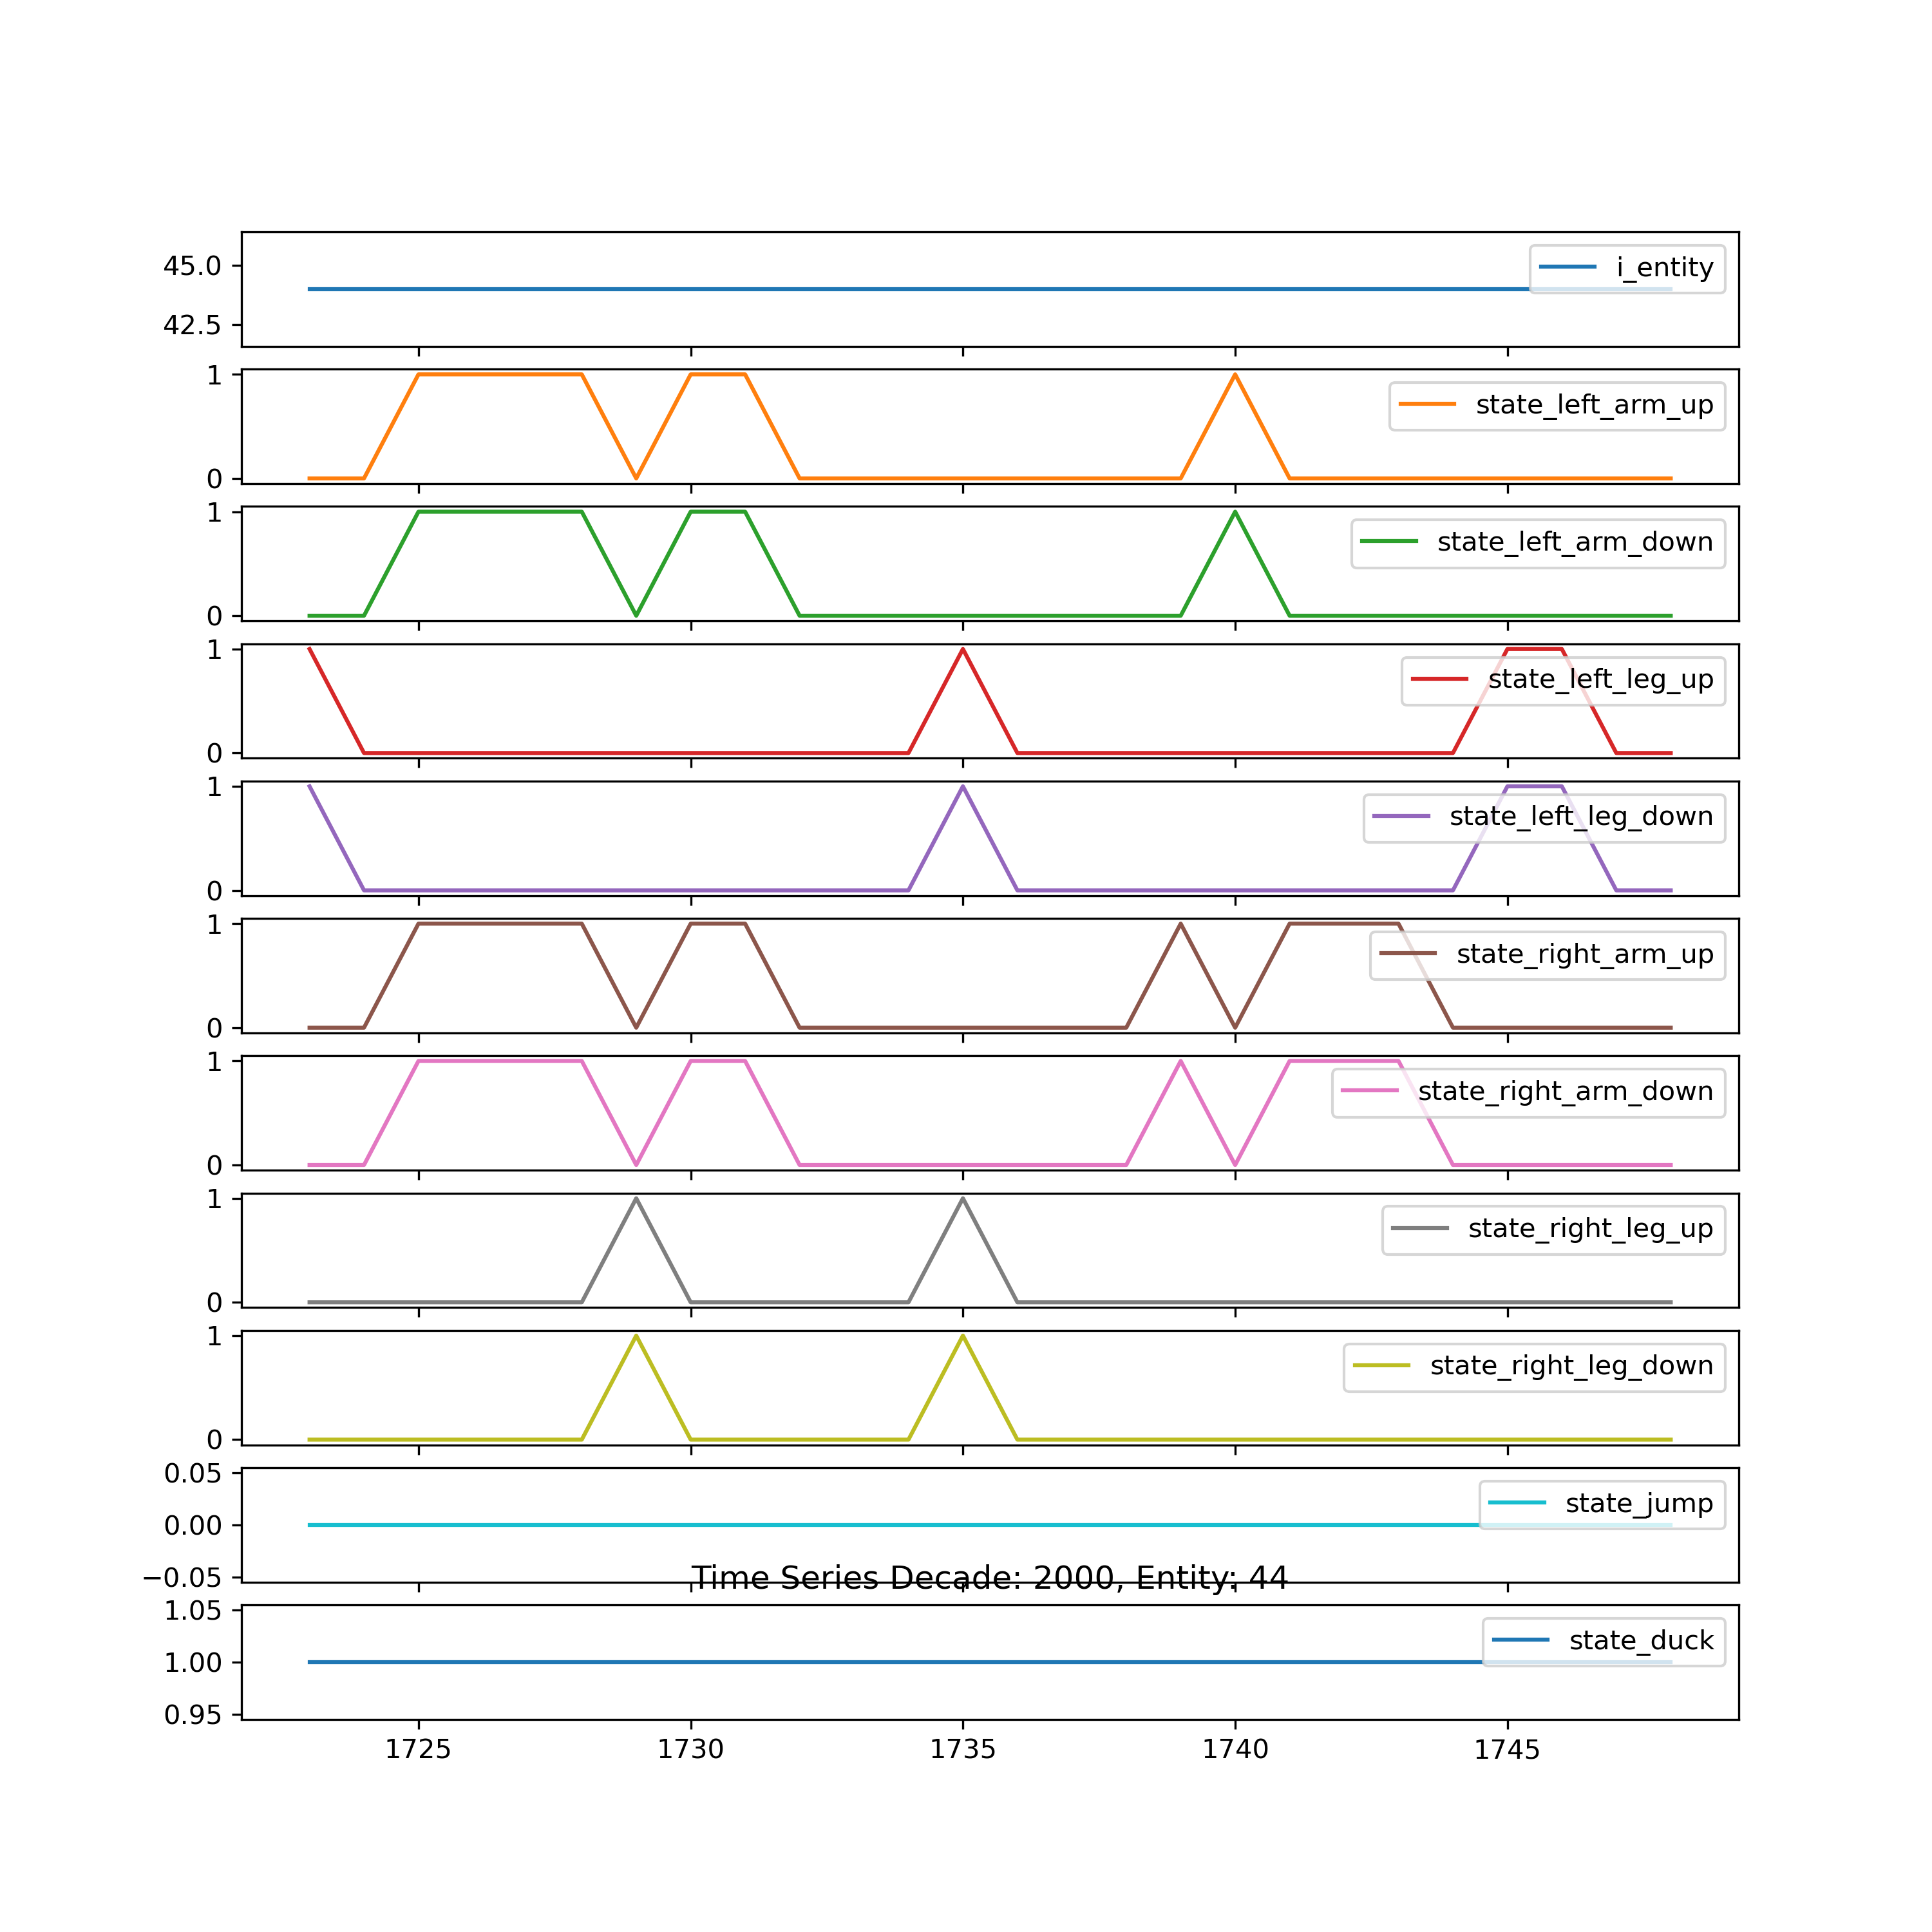 45.0
i_entity
42.5
1
state_left_arm_up
0
1
state_left_arm_down
0
1
state_left_leg_up
0
1
state_left_leg_down
0
1
state_right_arm_up
0
1
state_right_arm_down
0
1
state_right_leg_up
0
1
state_right_leg_down
0
0.05
state_jump
0.00
−0.05
Time Series Decade: 2000, Entity: 44
1.05
state_duck
1.00
0.95
1725 1730 1735 1740 1745